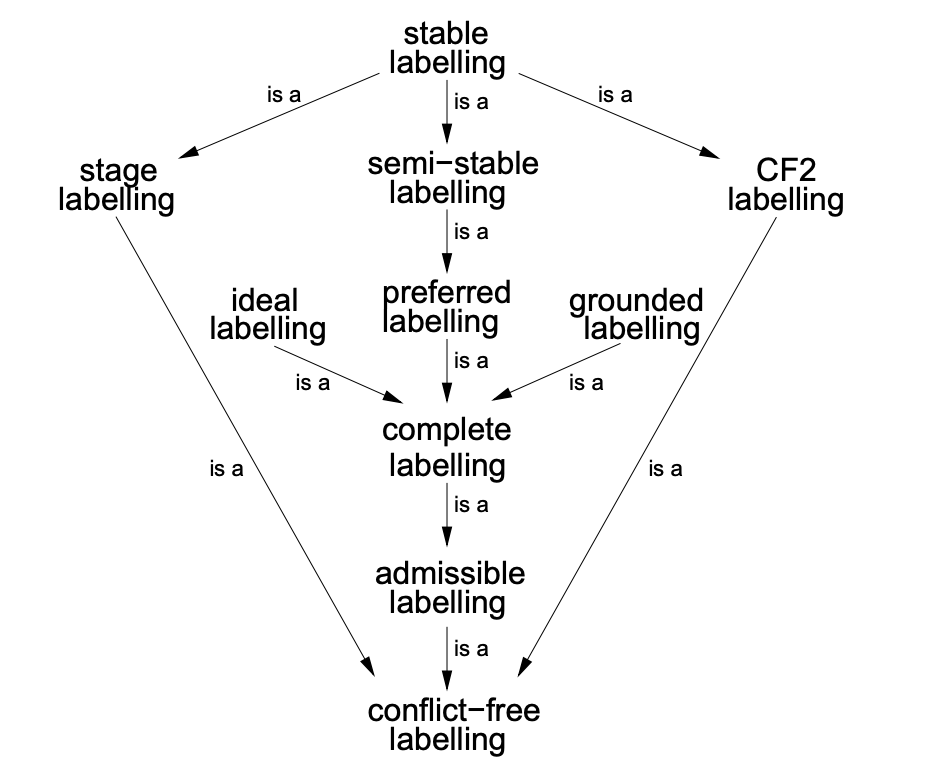 stable
labelling
is a
is a
is a
stage
labelling
semi−stable
labelling
CF2
labelling
is a
ideal
labelling
preferred
labelling
grounded
labelling
is a
is a
is a
complete
labelling
is a
is a
is a
admissible
labelling
is a
conflict−free
labelling